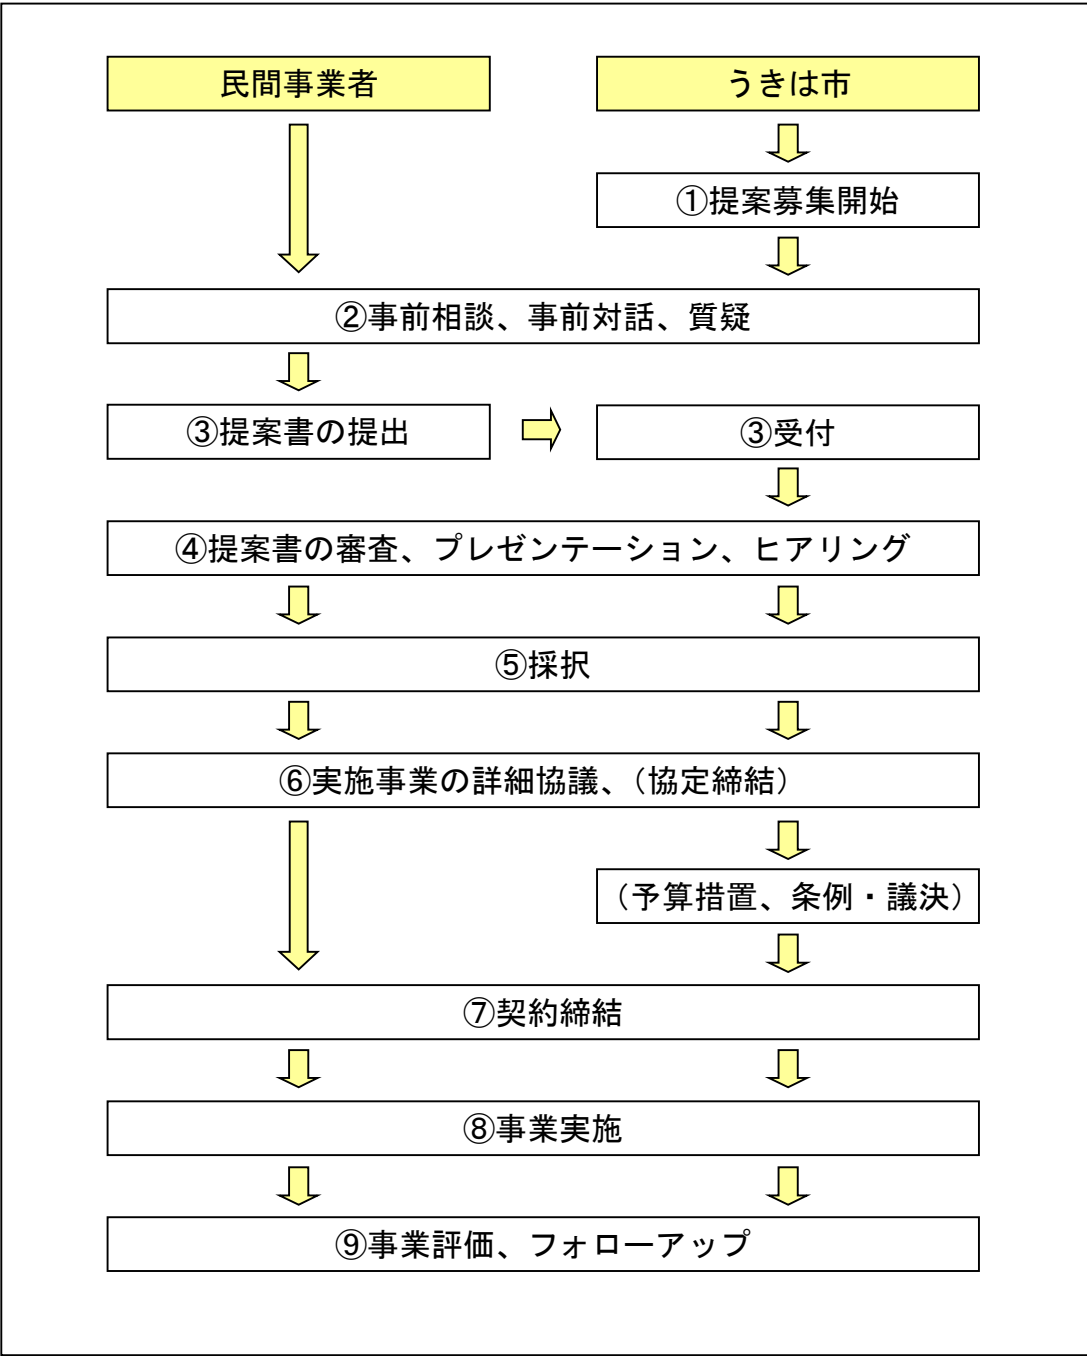 民間事業者
うきは市
①提案募集開始
②事前相談、事前対話、質疑
③提案書の提出
③受付
④提案書の審査、プレゼンテーション、ヒアリング
⑤採択
⑥実施事業の詳細協議、（協定締結）
（予算措置、条例・議決）
⑦契約締結
⑧事業実施
⑨事業評価、フォローアップ